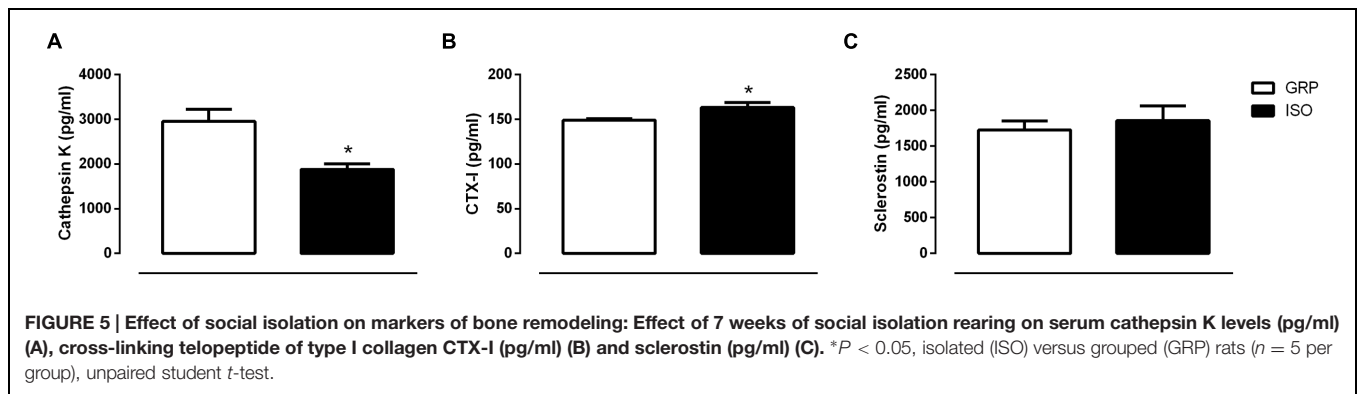 A
B
C
4000
3000
2000
1000
0
Cathepsin K (pg/ml)
*
200
150
100
50
0
CTX-I (pg/ml)
*
2500
2000
1500
1000
500
0
Sclerostin (pg/ml)
GRP
ISO
FIGURE 5 | Effect of social isolation on markers of bone remodeling: Effect of 7 weeks of social isolation rearing on serum cathepsin K levels (pg/ml)
(A), cross-linking telopeptide of type I collagen CTX-I (pg/ml) (B) and sclerostin (pg/ml) (C). *P < 0.05, isolated (ISO) versus grouped (GRP) rats (n = 5 per
group), unpaired student t-test.